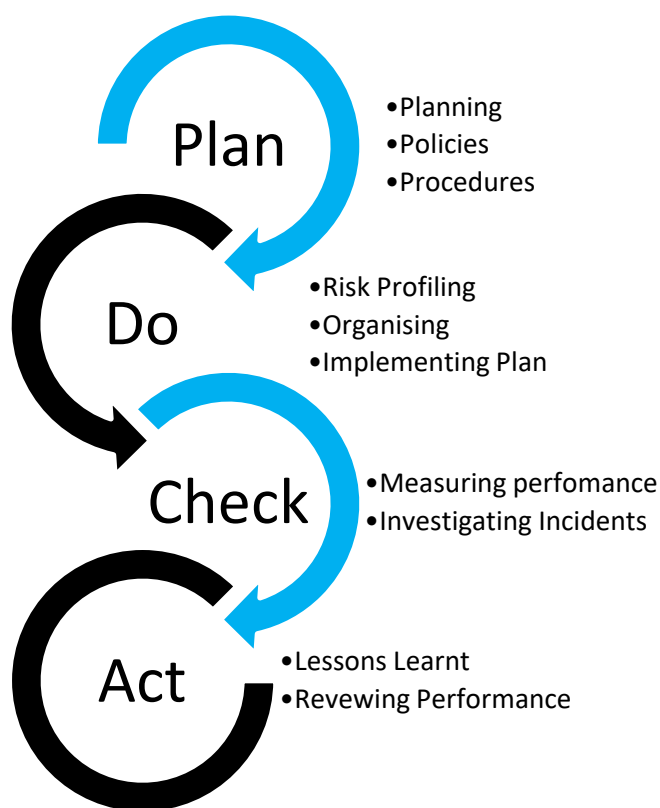 Plan
•Planning
•Policies
•Procedures
Do
•Risk Profiling
•Organising
•Implementing Plan
Check
•Measuring perfomance
•Investigating Incidents
Act
•Lessons Learnt
•Revewing Performance